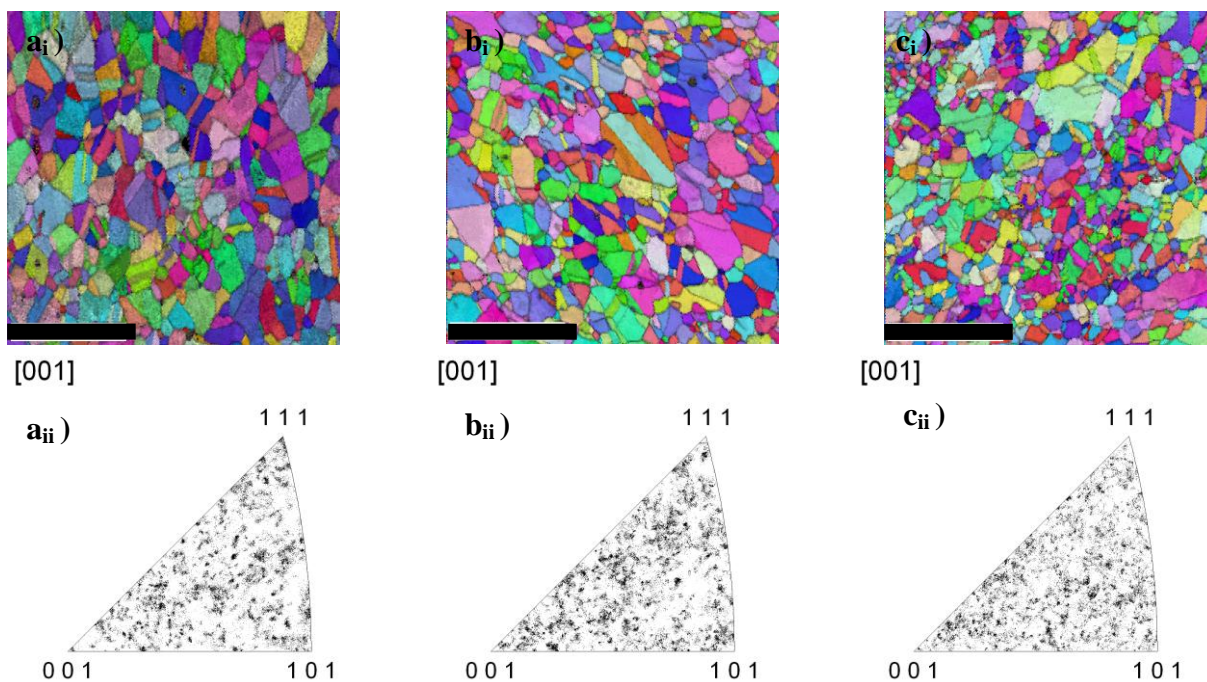 ai) bi) ci)
[001] [001] [001]
aii) bii) cii)
1 1 1 1 1 1 1 1 1
0 0 1 1 0 1 0 0 1 1 0 1 0 0 1 1 0 1